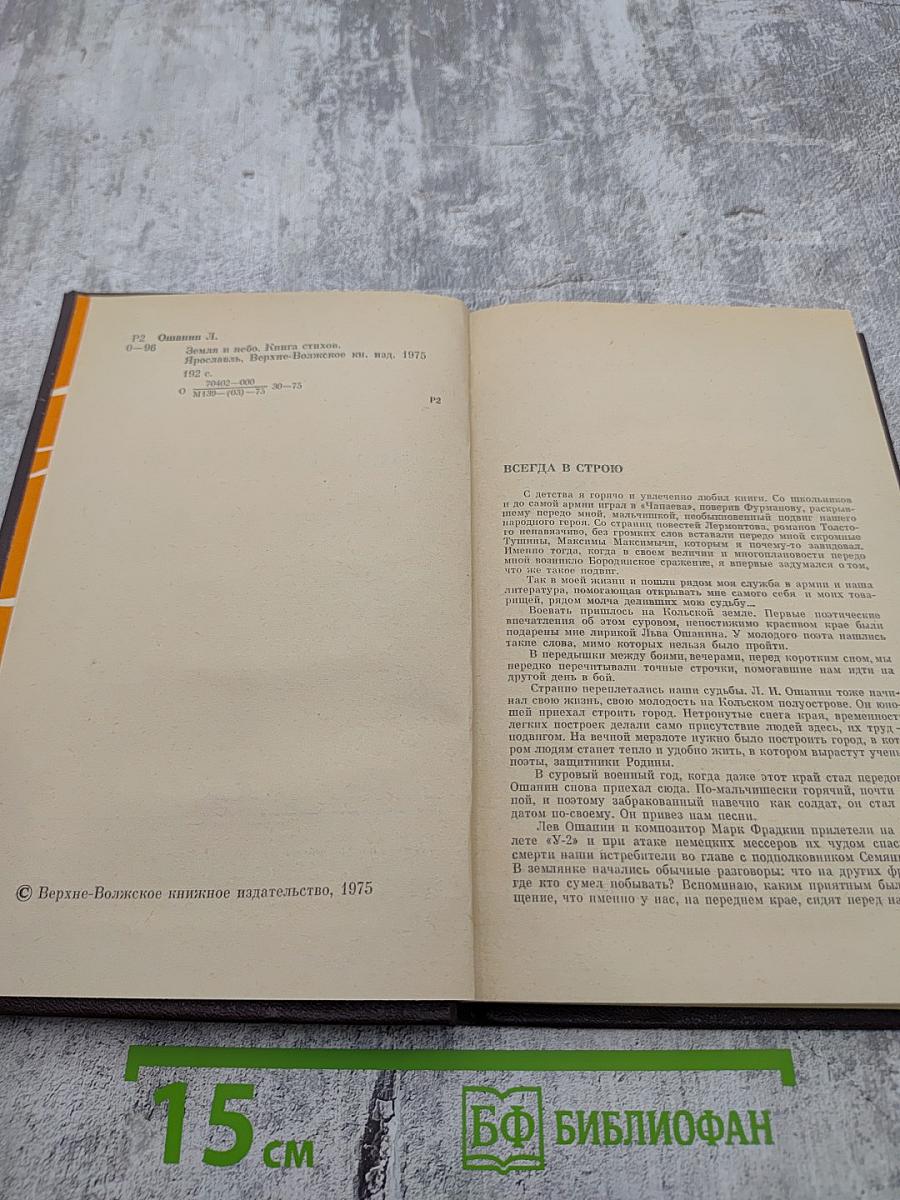 Р2 Ошанин Л.
О—96
Земля и небо. Книга стихов.
Ярославль, Верхне-Волжское кн. изд. 1975
192 с.
О 70402—000
М139—(03)—75 30—75
Р2
© Верхне-Волжское книжное издательство, 1975
ВСЕГДА В СТРОЮ
С детства я горячо и увлеченно любил книги. Со школьников
и до самой армии играл в «Чапаева», поверив Фурманову, раскрыв-
шему передо мной, мальчишкой, необыкновенный подвиг нашего
народного героя. Со страниц повестей Лермонтова, романов Толсто-
го ненавязчиво, без громких слов вставали передо мной скромные
Тушины, Максимы Максимычи, которым я почему-то завидовал.
Именно тогда, когда в своем величии и многоплановости передо
мной возникло Бородинское сражение, я впервые задумался о том,
что же такое подвиг.
Так в моей жизни и пошли рядом моя служба в армии и наша
литература, помогающая открывать мне самого себя и моих това-
рищей, рядом молча деливших мою судьбу...
Воевать пришлось на Кольской земле. Первые поэтические
впечатления об этом суровом, непостижимо красивом крае были
подарены мне лирикой Льва Ошанина. У молодого поэта нашлись
такие слова, мимо которых нельзя было пройти.
В передышки между боями, вечерами, перед коротким сном, мы
нередко перечитывали точные строчки, помогавшие нам идти на
другой день в бой.
Странно переплетались наши судьбы. Л. И. Ошанин тоже начи-
нал свою жизнь, свою молодость на Кольском полуострове. Он юно-
шей приехал строить город. Нетронутые снега края, временност
легких построек делали само присутствие людей здесь, их труд —
подвигом. На вечной мерзлоте нужно было построить город, в кот
ром людям станет тепло и удобно жить, в котором вырастут учены
поэты, защитники Родины.
В суровый военный год, когда даже этот край стал передов
Ошанин снова приехал сюда. По-мальчишески горячий, почти
пой, и поэтому забракованный навечно как солдат, он стал
датом по-своему. Он привез нам песни.
Лев Ошанин и композитор Марк Фрадкин прилетели на
лете «У-2» и при атаке немецких мессеров их чудом спас
смерти наши истребители во главе с подполковником Семян
В землянке начались обычные разговоры: что на других фр
где кто сумел побывать? Вспоминаю, каким приятным был
щение, что именно у нас, на переднем крае, сидят перед на
15 см
БФ БИБЛИОФАН